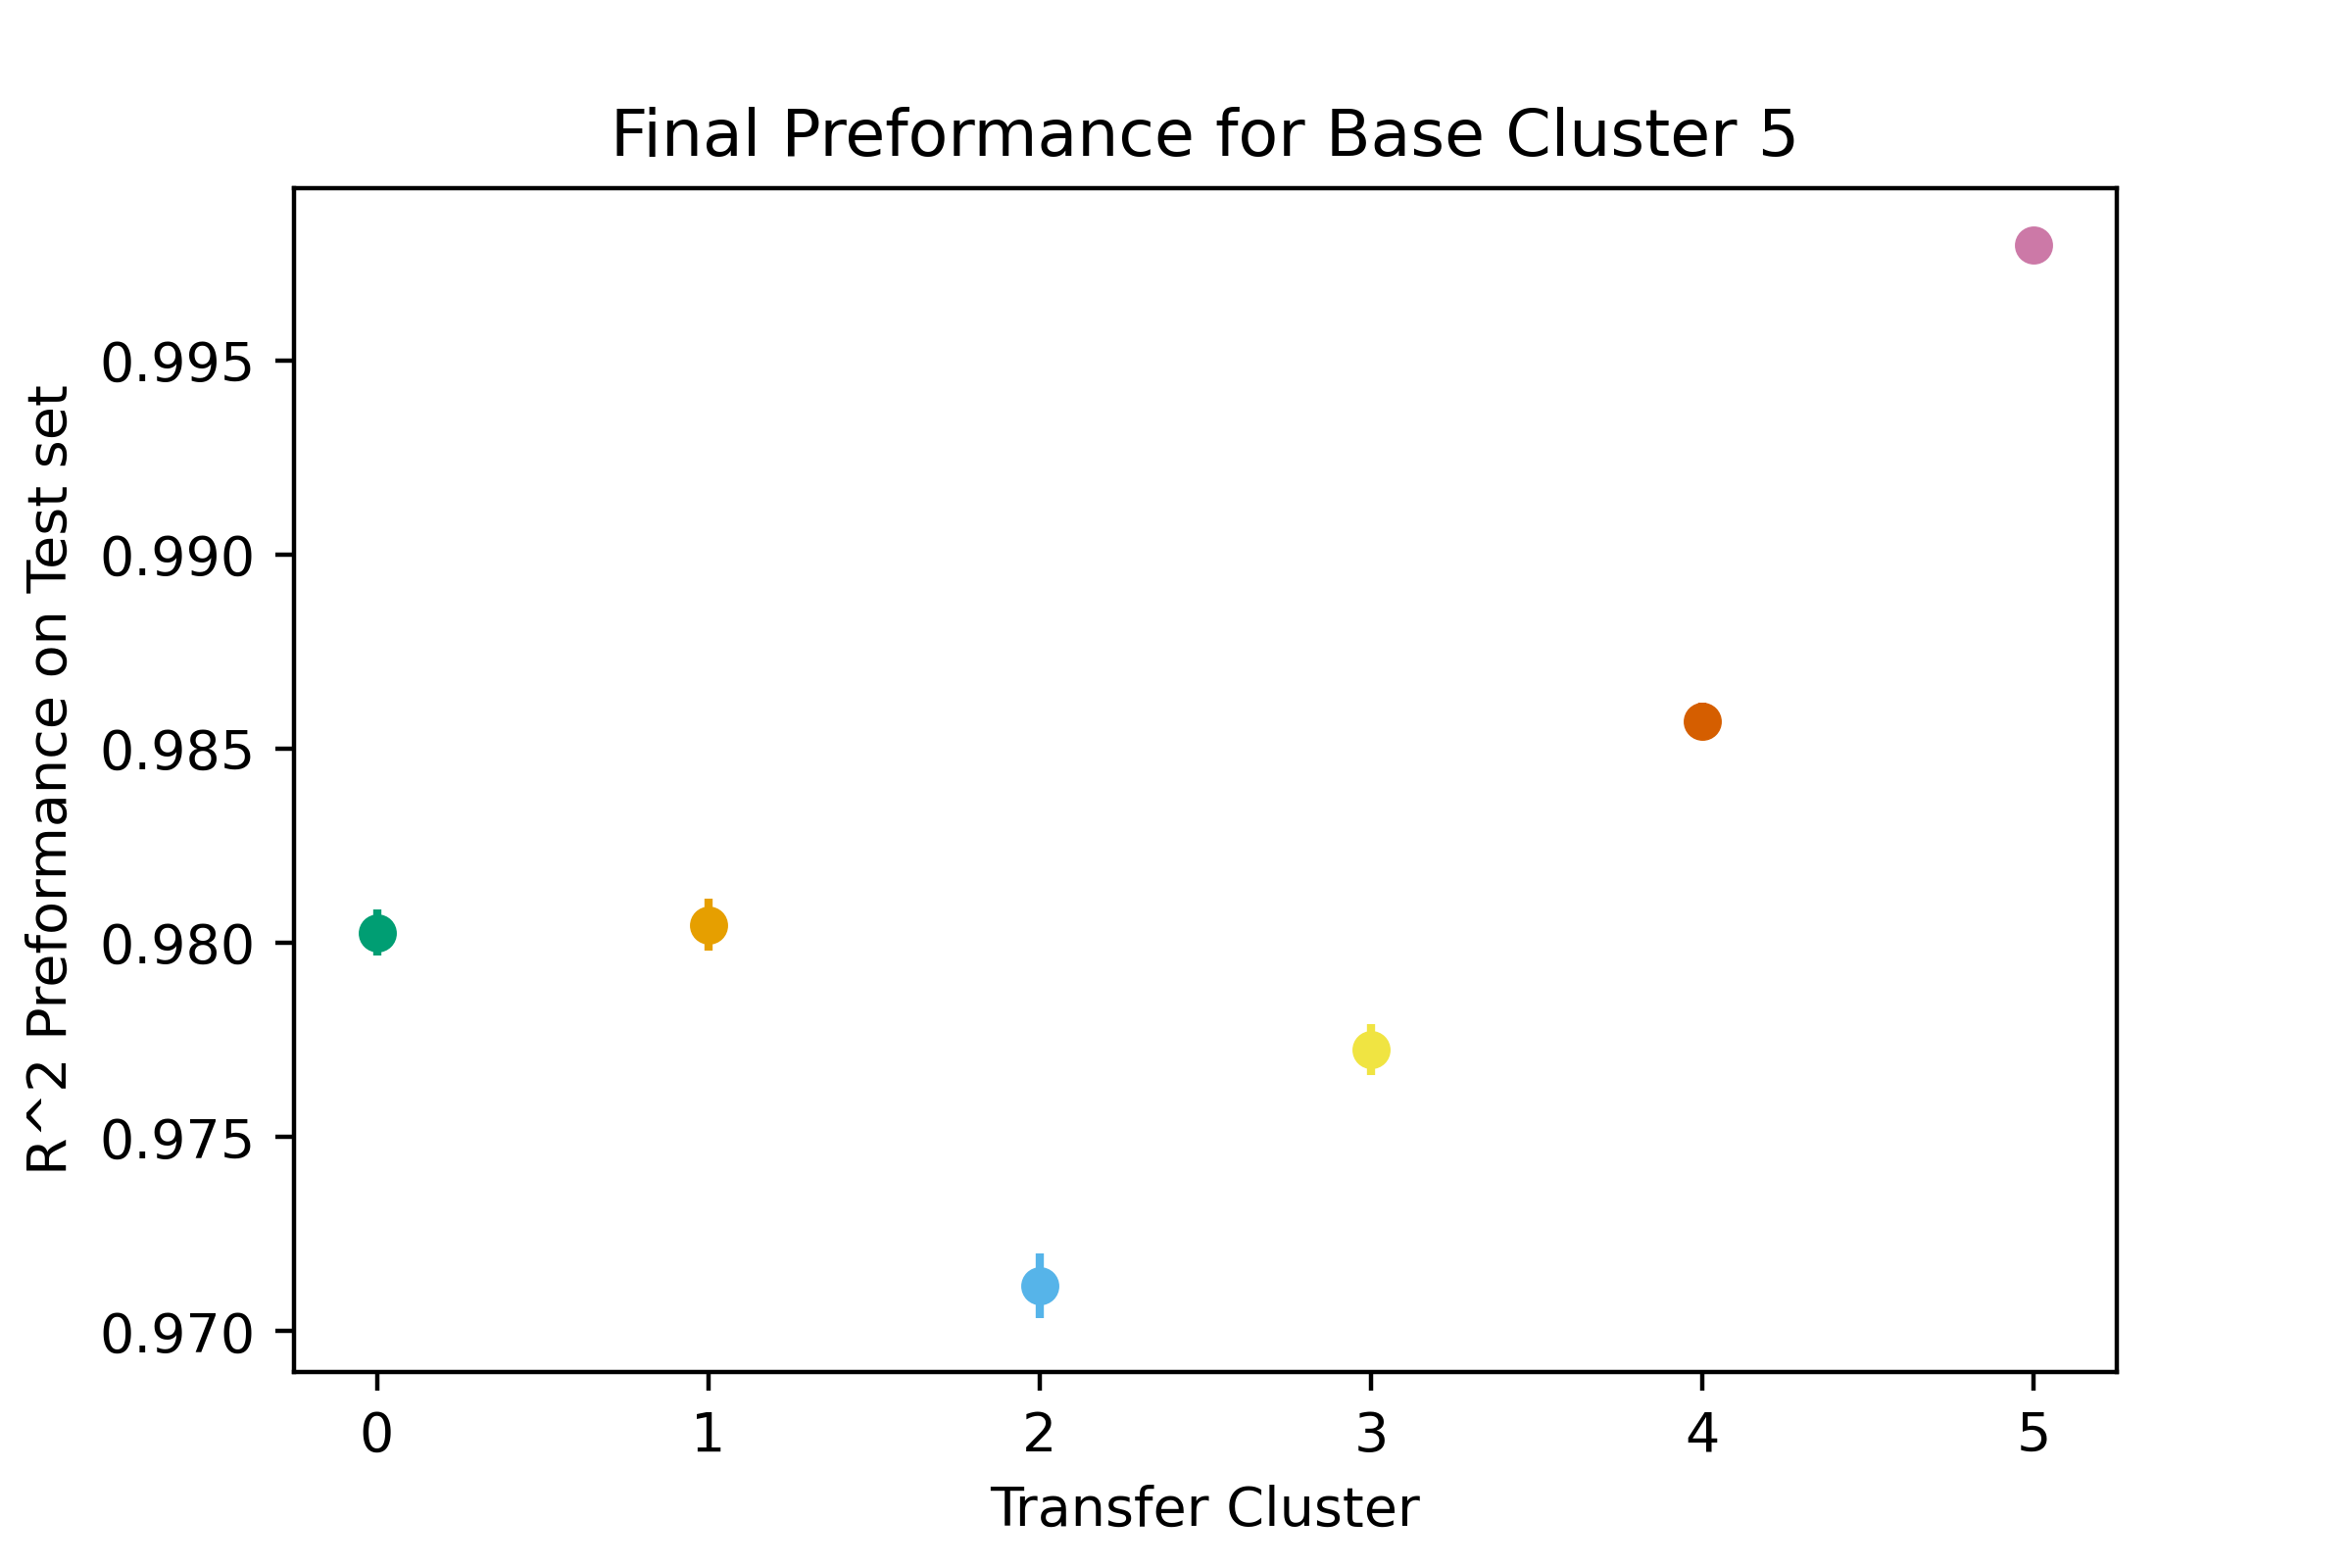 Final Preformance for Base Cluster 5
R^2 Preformance on Test set
0.995
0.990
0.985
0.980
0.975
0.970
0 1 2 3 4 5
Transfer Cluster